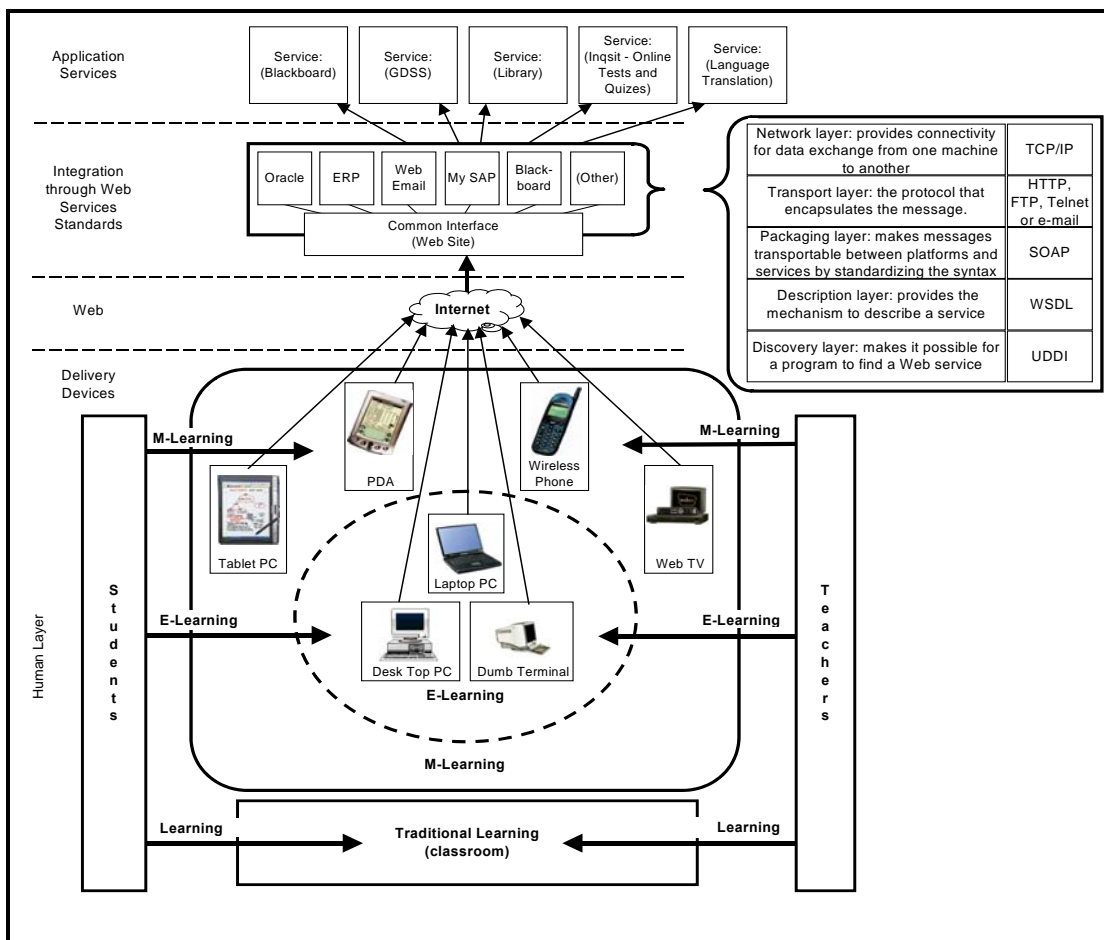 Application
Services
Service:
(Blackboard)
Service:
(GDSS)
Service:
(Library)
Service:
(Inqsit - Online
Tests and
Quizes)
Service:
(Language
Translation)
Integration
through Web
Services
Standards
Oracle
ERP
Web
Email
My SAP
Black-
board
(Other)
Common Interface
(Web Site)
Network layer: provides connectivity
for data exchange from one machine
to another
TCP/IP
Transport layer: the protocol that
encapsulates the message.
HTTP,
FTP, Telnet
or e-mail
Packaging layer: makes messages
transportable between platforms and
services by standardizing the syntax
SOAP
Description layer: provides the
mechanism to describe a service
WSDL
Discovery layer: makes it possible for
a program to find a Web service
UDDI
Web
Internet
Delivery
Devices
M-Learning
PDA
Wireless
Phone
M-Learning
Tablet PC
Laptop PC
Web TV
Human Layer
Students
E-Learning
Desk Top PC
Dumb Terminal
E-Learning
Teachers
E-Learning
M-Learning
Learning
Traditional Learning
(classroom)
Learning